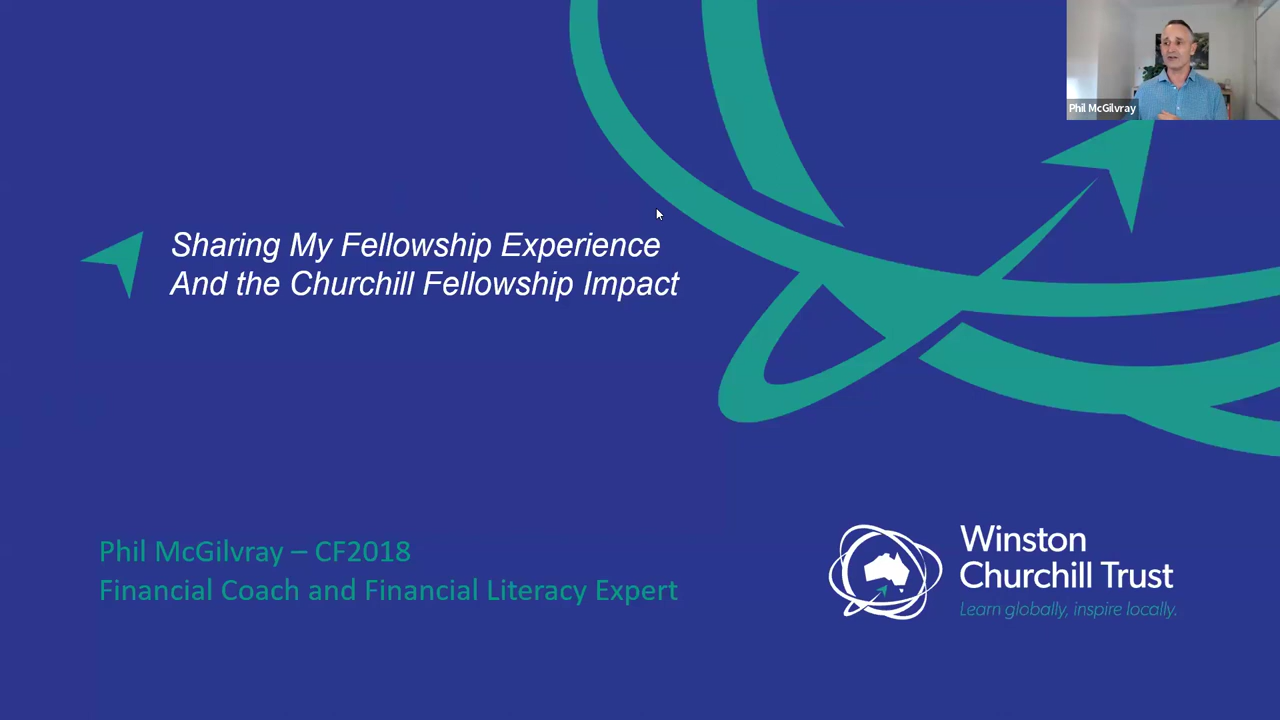 Phil McGilvray
Sharing My Fellowship Experience
And the Churchill Fellowship Impact
Phil McGilvray – CF2018
Financial Coach and Financial Literacy Expert
Winston
Churchill Trust
Learn globally, inspire locally.